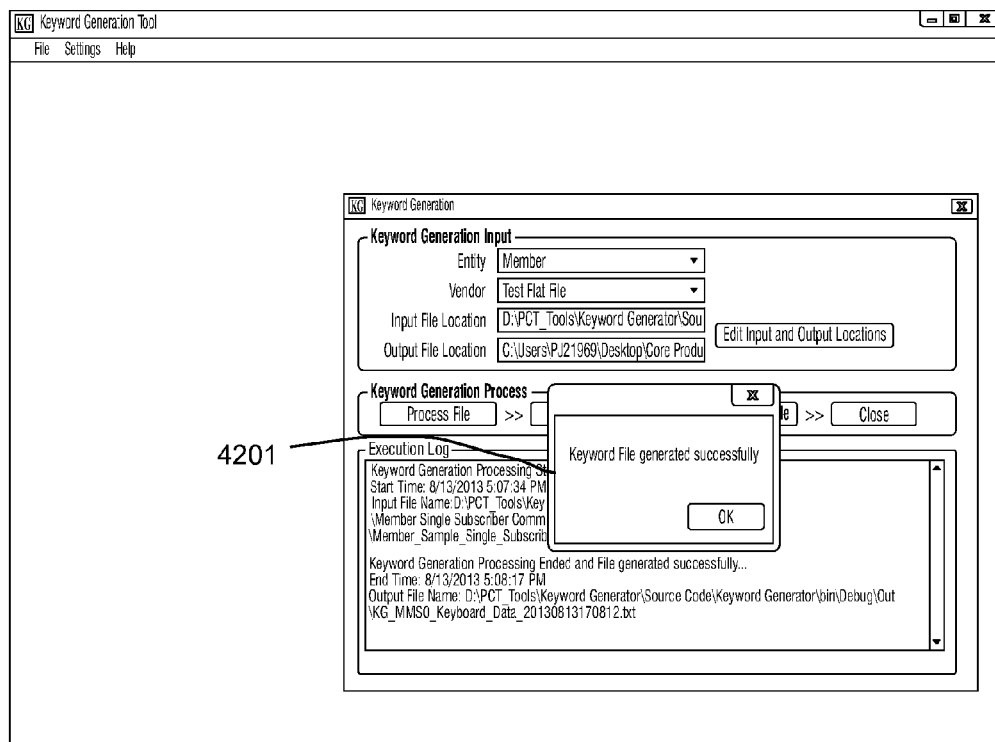 KG Keyword Generation Tool
File Settings Help
KG Keyword Generation
Keyword Generation Input
Entity Member
Vendor Test Flat File
Input File Location D:\PCT_Tools\Keyword Generator\Sou
Output File Location C:\Users\PJ21969\Desktop\Core Produ
Edit Input and Output Locations
Keyword Generation Process
Process File >> le >> Close
Keyword File generated successfully
OK
4201
Execution Log
Keyword Generation Processing St
Start Time: 8/13/2013 5:07:34 PM
Input File Name:D:\PCT_Tools\Key
\Member Single Subscriber Comm
\Member_Sample_Single_Subscrib
Keyword Generation Processing Ended and File generated successfully...
End Time: 8/13/2013 5:08:17 PM
Output File Name: D:\PCT_Tools\Keyword Generator\Source Code\Keyword Generator\bin\Debug\Out
\KG_MMS0_Keyboard_Data_20130813170812.txt